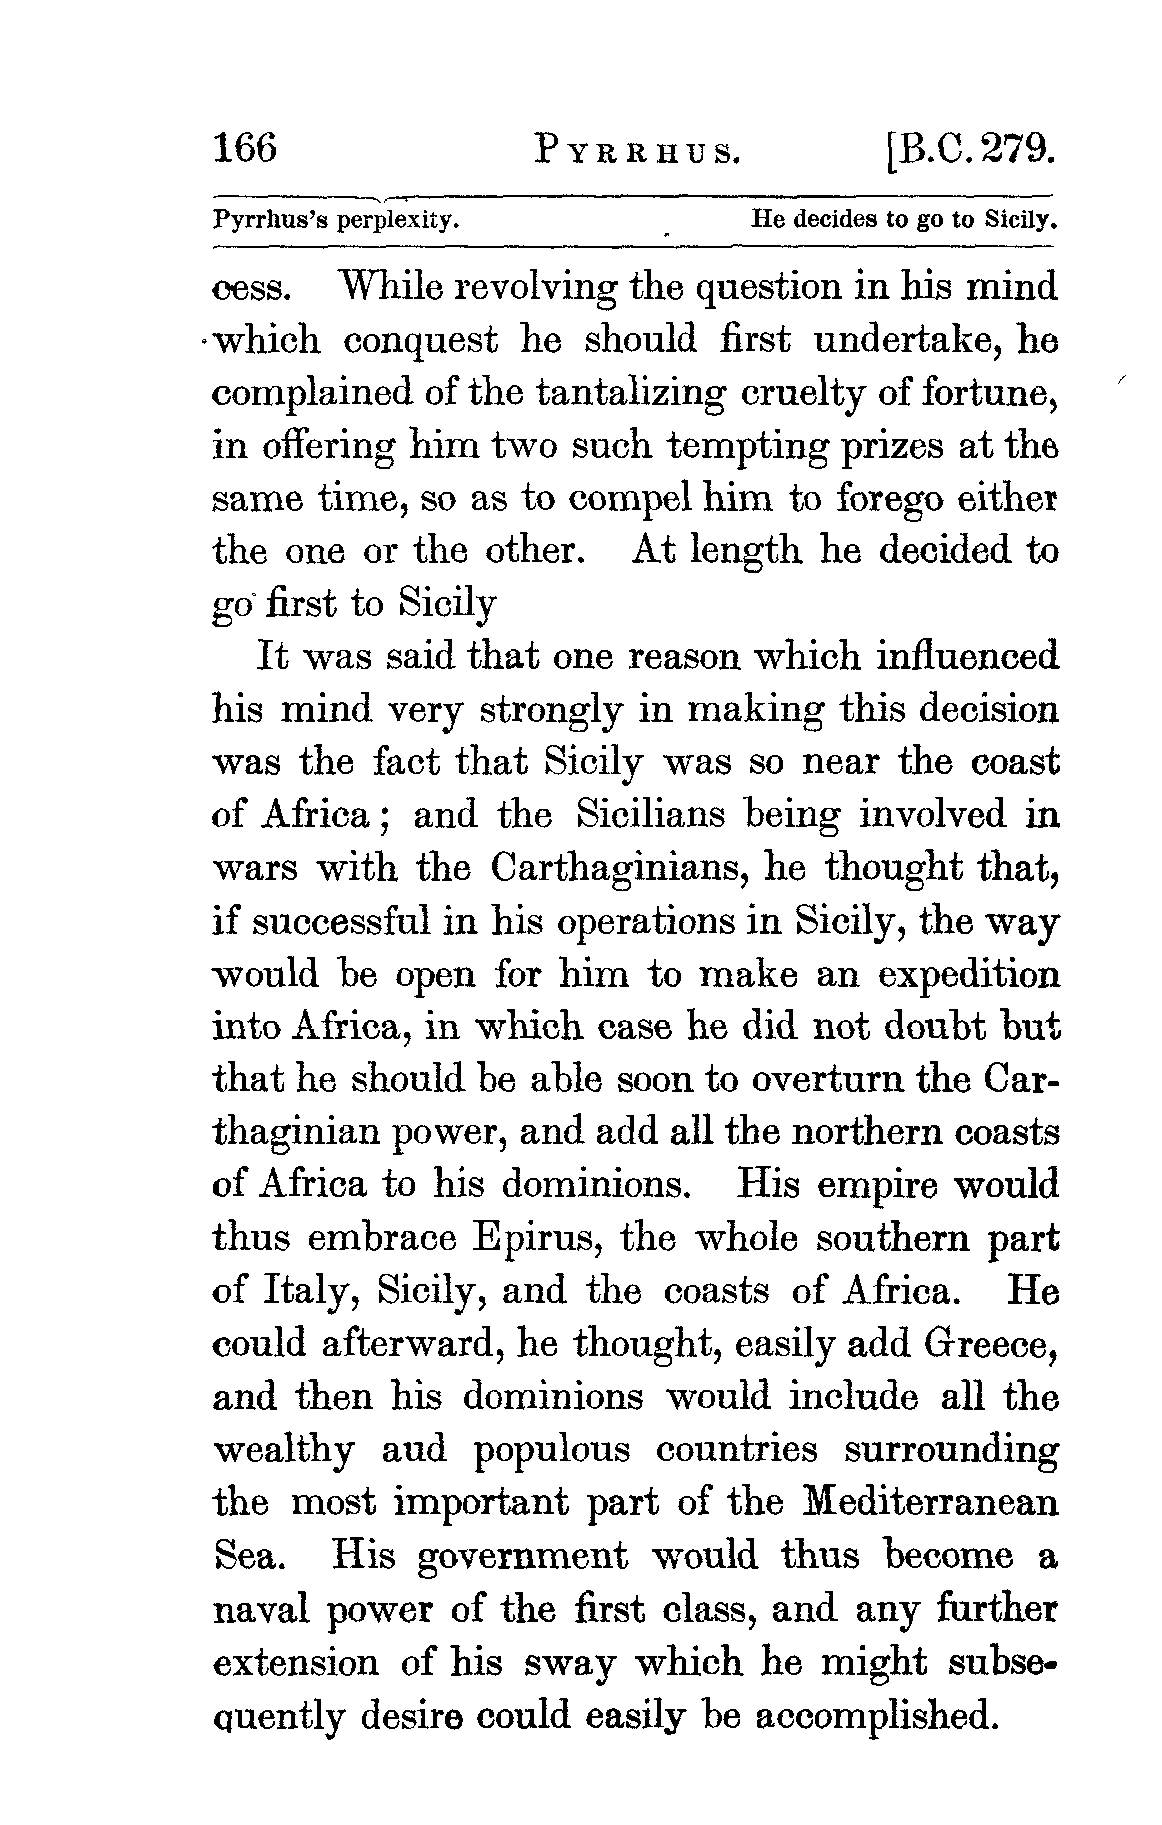 166 PYRRHUS. [B.C. 279.
Pyrrhus's perplexity. He decides to go to Sicily.
cess. While revolving the question in his mind
which conquest he should first undertake, he
complained of the tantalizing cruelty of fortune,
in offering him two such tempting prizes at the
same time, so as to compel him to forego either
the one or the other. At length he decided to
go first to Sicily
It was said that one reason which influenced
his mind very strongly in making this decision
was the fact that Sicily was so near the coast
of Africa; and the Sicilians being involved in
wars with the Carthaginians, he thought that,
if successful in his operations in Sicily, the way
would be open for him to make an expedition
into Africa, in which case he did not doubt but
that he should be able soon to overturn the Car-
thaginian power, and add all the northern coasts
of Africa to his dominions. His empire would
thus embrace Epirus, the whole southern part
of Italy, Sicily, and the coasts of Africa. He
could afterward, he thought, easily add Greece,
and then his dominions would include all the
wealthy aud populous countries surrounding
the most important part of the Mediterranean
Sea. His government would thus become a
naval power of the first class, and any further
extension of his sway which he might subse-
quently desire could easily be accomplished.